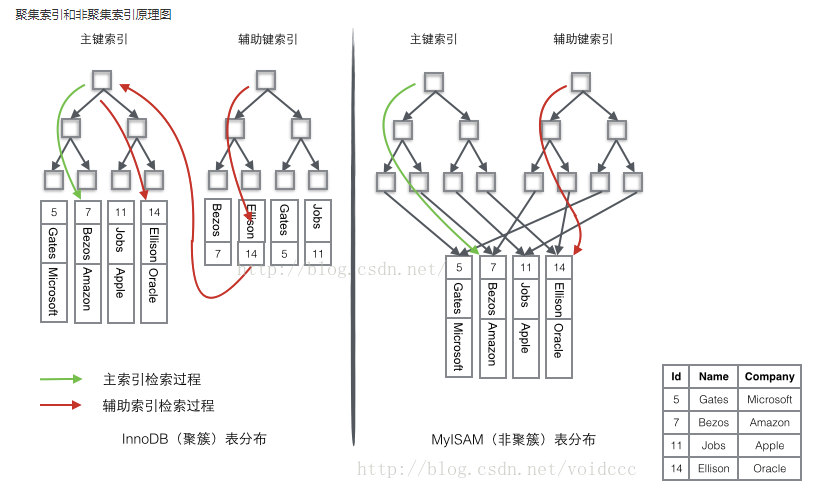 聚集索引和非聚集索引原理图
主键索引
辅助键索引
主键索引
辅助键索引
5
Gates
Microsoft
7
Bezos
Amazon
11
Jobs
Apple
14
Ellison
Oracle
Bezos
7
Ellison
14
Gates
5
Jobs
11
http://blog.csdn.net/
5
Gates
Microsoft
7
Bezos
Amazon
11
Jobs
Apple
14
Ellison
Oracle
主索引检索过程
辅助索引检索过程
InnoDB（聚簇）表分布
MyISAM（非聚簇）表分布
http://blog.csdn.net/voidccc
Id Name Company
5 Gates Microsoft
7 Bezos Amazon
11 Jobs Apple
14 Ellison Oracle